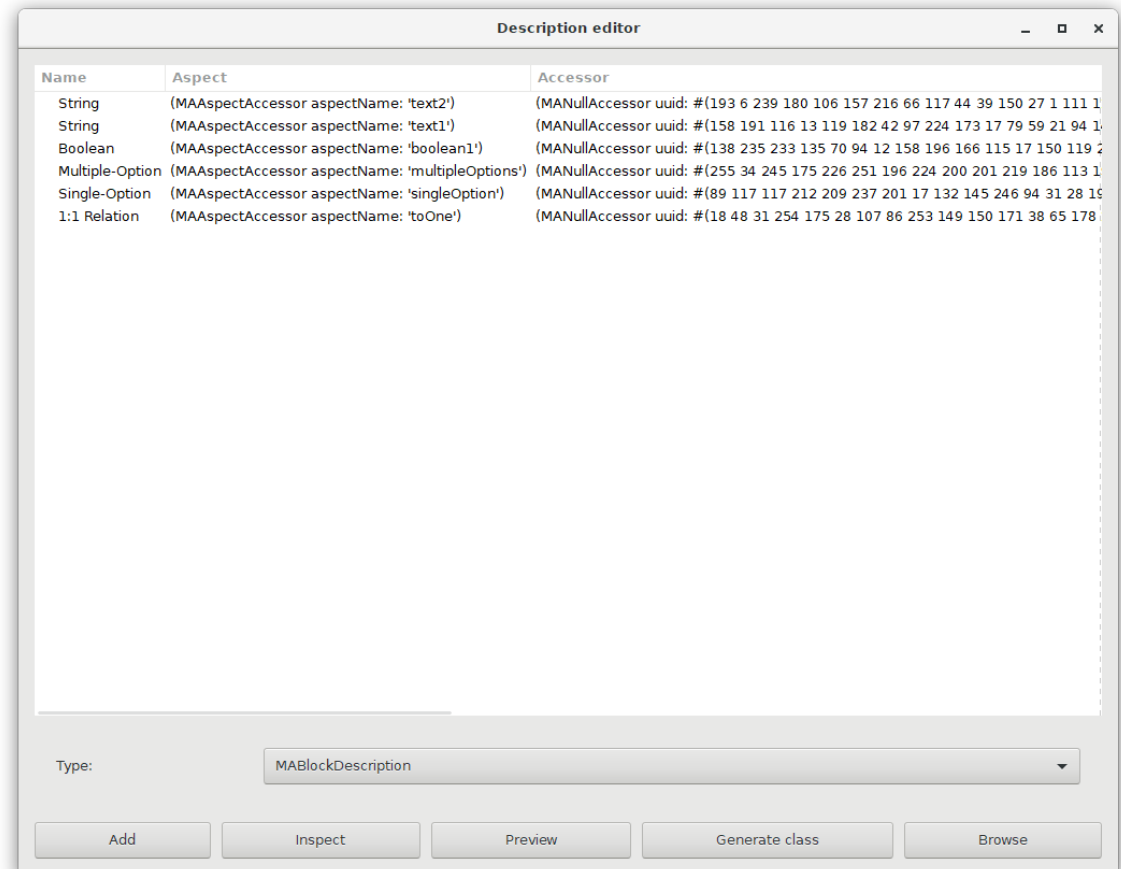 Description editor
Name Aspect Accessor
String (MAAspectAccessor aspectName: 'text2') (MANullAccessor uuid: #(193 6 239 180 106 157 216 66 117 44 39 150 27 1 111 1
String (MAAspectAccessor aspectName: 'text1') (MANullAccessor uuid: #(158 191 116 13 119 182 42 97 224 173 17 79 59 21 94 1
Boolean (MAAspectAccessor aspectName: 'boolean1') (MANullAccessor uuid: #(138 235 233 135 70 94 12 158 196 166 115 17 150 119 2
Multiple-Option (MAAspectAccessor aspectName: 'multipleOptions') (MANullAccessor uuid: #(255 34 245 175 226 251 196 224 200 201 219 186 113 1
Single-Option (MAAspectAccessor aspectName: 'singleOption') (MANullAccessor uuid: #(89 117 117 212 209 237 201 17 132 145 246 94 31 28 19
1:1 Relation (MAAspectAccessor aspectName: 'toOne') (MANullAccessor uuid: #(18 48 31 254 175 28 107 86 253 149 150 171 38 65 178
Type: MABlockDescription
Add Inspect Preview Generate class Browse